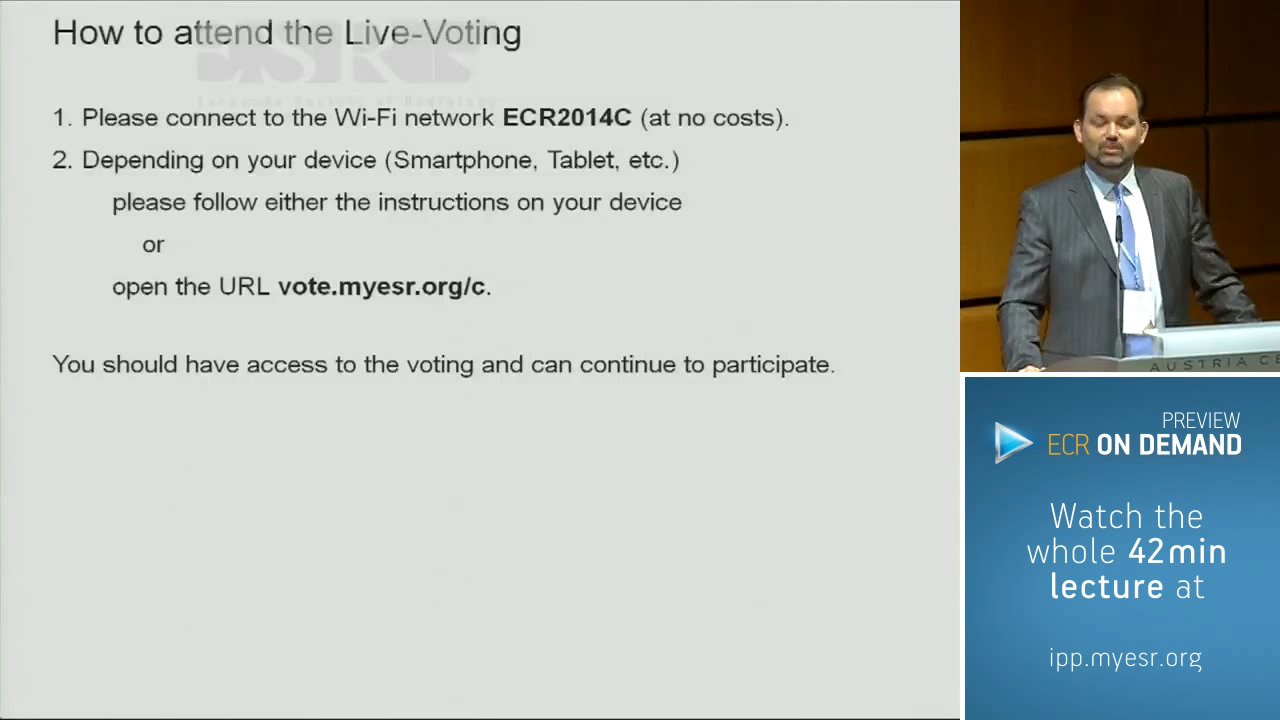 How to attend the Live-Voting
1. Please connect to the Wi-Fi network ECR2014C (at no costs).
2. Depending on your device (Smartphone, Tablet, etc.)
please follow either the instructions on your device
or
open the URL vote.myesr.org/c.
You should have access to the voting and can continue to participate.
AUSTRIA CE
PREVIEW
ECR ON DEMAND
Watch the
whole 42min
lecture at
ipp.myesr.org